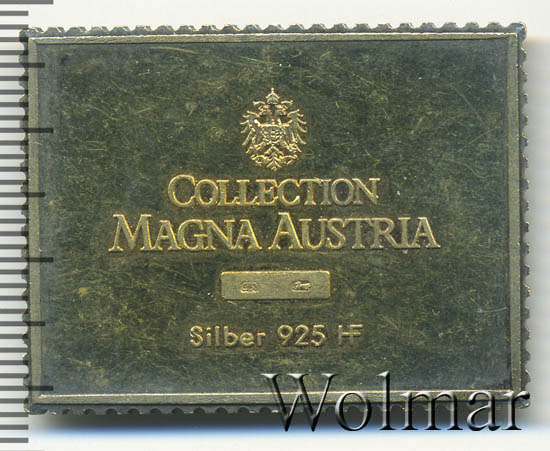 COLLECTION
MAGNA AUSTRIA
Silber 925 HF
Wolmar